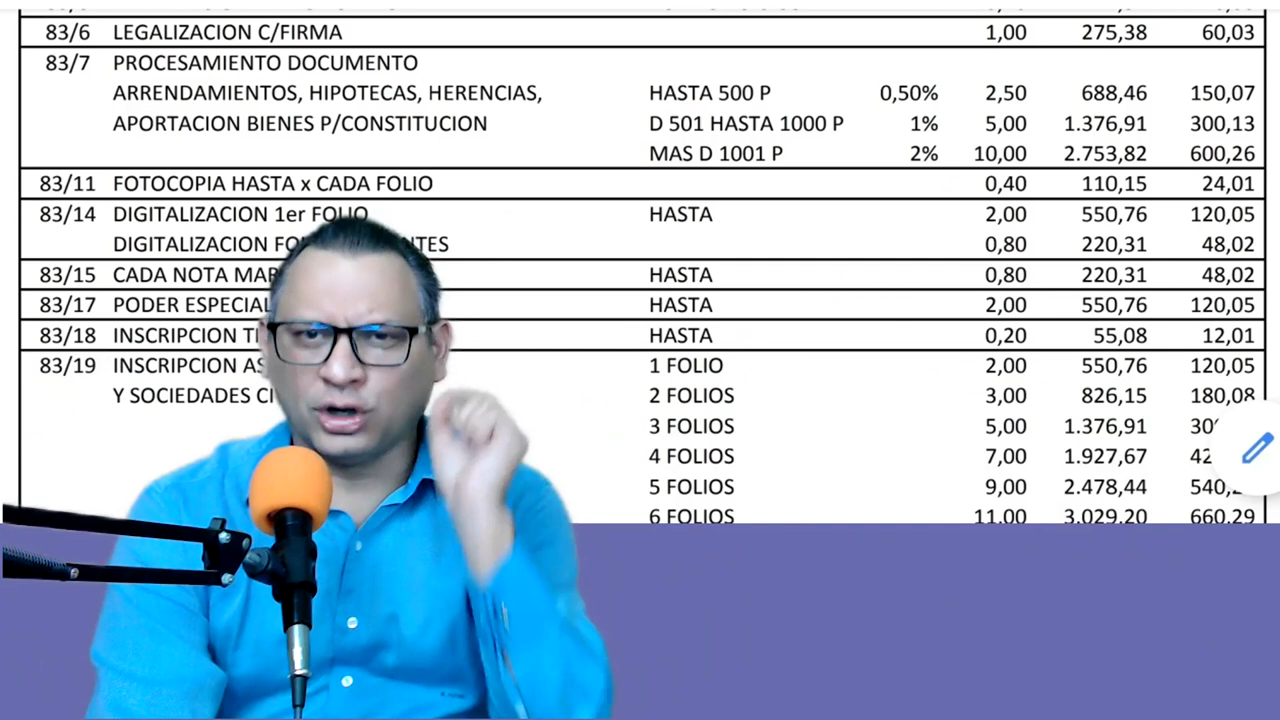 83/6 LEGALIZACION C/FIRMA 1,00 275,38 60,03
83/7 PROCESAMIENTO DOCUMENTO
ARRENDAMIENTOS, HIPOTECAS, HERENCIAS, HASTA 500 P 0,50% 2,50 688,46 150,07
APORTACION BIENES P/CONSTITUCION D 501 HASTA 1000 P 1% 5,00 1.376,91 300,13
MAS D 1001 P 2% 10,00 2.753,82 600,26
83/11 FOTOCOPIA HASTA x CADA FOLIO 0,40 110,15 24,01
83/14 DIGITALIZACION 1er FOLIO HASTA 2,00 550,76 120,05
DIGITALIZACION 0,80 220,31 48,02
83/15 CADA NOTA HASTA 0,80 220,31 48,02
83/17 PODER ESPECIAL HASTA 2,00 550,76 120,05
83/18 INSCRIPCION HASTA 0,20 55,08 12,01
83/19 INSCRIPCION 1 FOLIO 2,00 550,76 120,05
Y SOCIEDADES 2 FOLIOS 3,00 826,15 180,08
3 FOLIOS 5,00 1.376,91
4 FOLIOS 7,00 1.927,67
5 FOLIOS 9,00 2.478,44
6 FOLIOS 11,00 3.029,20 660,29